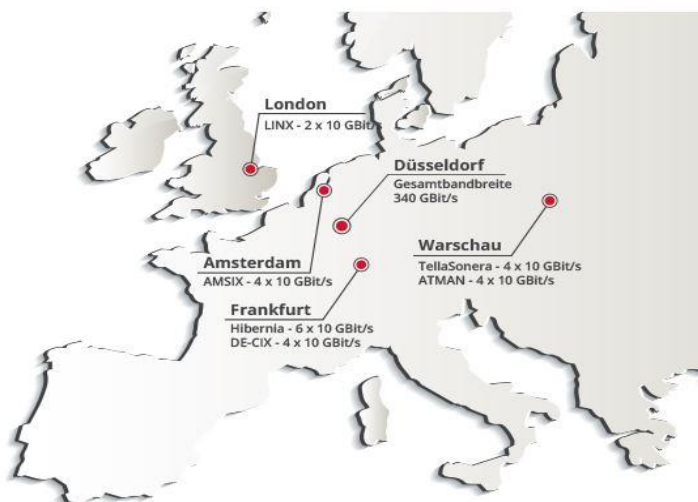 London
LINX - 2 x 10 GBit/s
Düsseldorf
Gesamtbandbreite
340 GBit/s
Amsterdam
AMSIX - 4 x 10 GBit/s
Warschau
TellaSonera - 4 x 10 GBit/s
ATMAN - 4 x 10 GBit/s
Frankfurt
Hibernia - 6 x 10 GBit/s
DE-CIX - 4 x 10 GBit/s